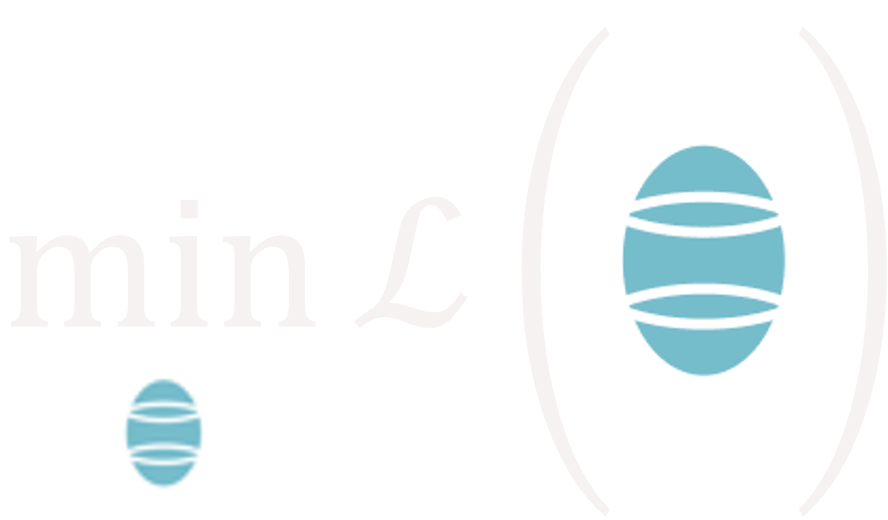 min ℒ ( )